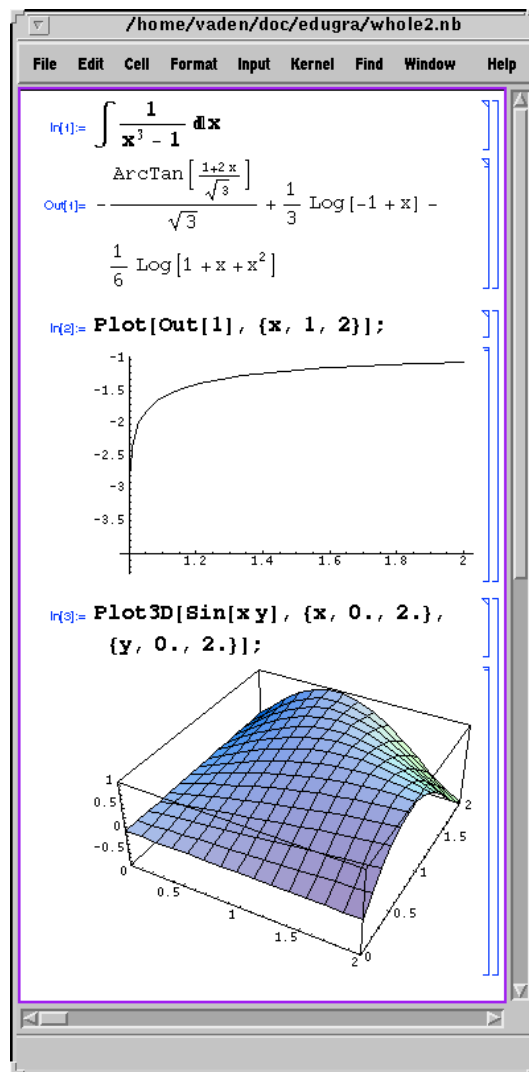 /home/vaden/doc/edugra/whole2.nb
File Edit Cell Format Input Kernel Find Window Help
In[1]:= ∫ 1/(x³ - 1) ⅆx
Out[1]= - ArcTan[(1+2 x)/√3]/√3 + 1/3 Log[-1 + x] -
1/6 Log[1 + x + x²]
In[2]:= Plot[Out[1], {x, 1, 2}];
-1
-1.5
-2
-2.5
-3
-3.5
1.2 1.4 1.6 1.8 2
In[3]:= Plot3D[Sin[x y], {x, 0., 2.},
{y, 0., 2.}];
1
0.5
0
-0.5
0
0.5
1
1.5
2
0
0.5
1
1.5
2